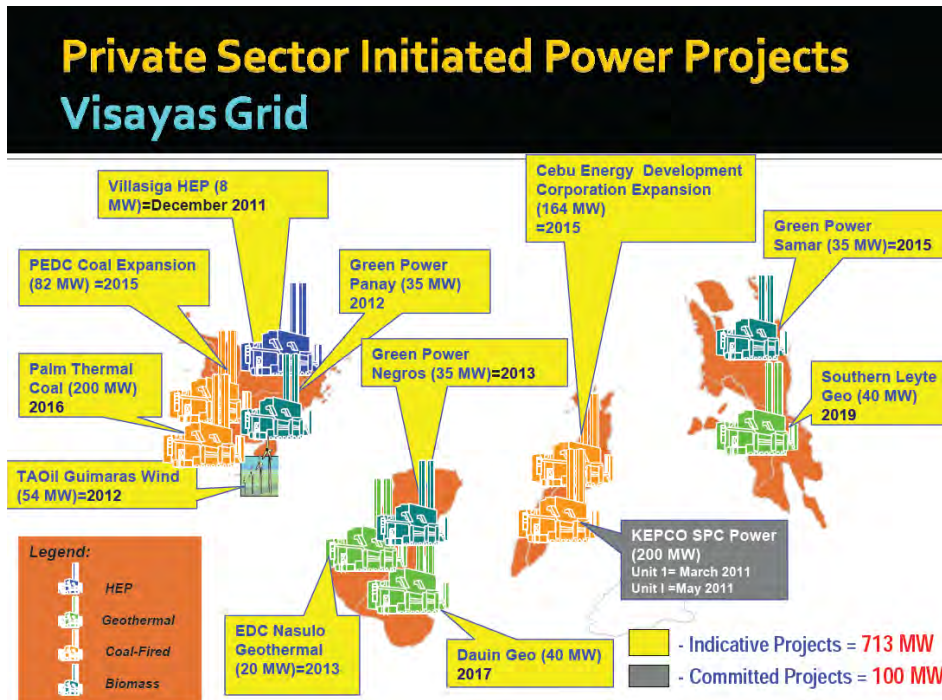 Private Sector Initiated Power Projects
Visayas Grid
Villasiga HEP (8
MW)=December 2011
PEDC Coal Expansion
(82 MW) =2015
Green Power
Panay (35 MW)
2012
Cebu Energy Development
Corporation Expansion
(164 MW)
=2015
Green Power
Samar (35 MW)=2015
Palm Thermal
Coal (200 MW)
2016
Green Power
Negros (35 MW)=2013
Southern Leyte
Geo (40 MW)
2019
TAOil Guimaras Wind
(54 MW)=2012
KEPCO SPC Power
(200 MW)
Unit 1= March 2011
Unit I =May 2011
EDC Nasulo
Geothermal
(20 MW)=2013
Dauin Geo (40 MW)
2017
Legend:
HEP
Geothermal
Coal-Fired
Biomass
- Indicative Projects = 713 MW
- Committed Projects = 100 MW